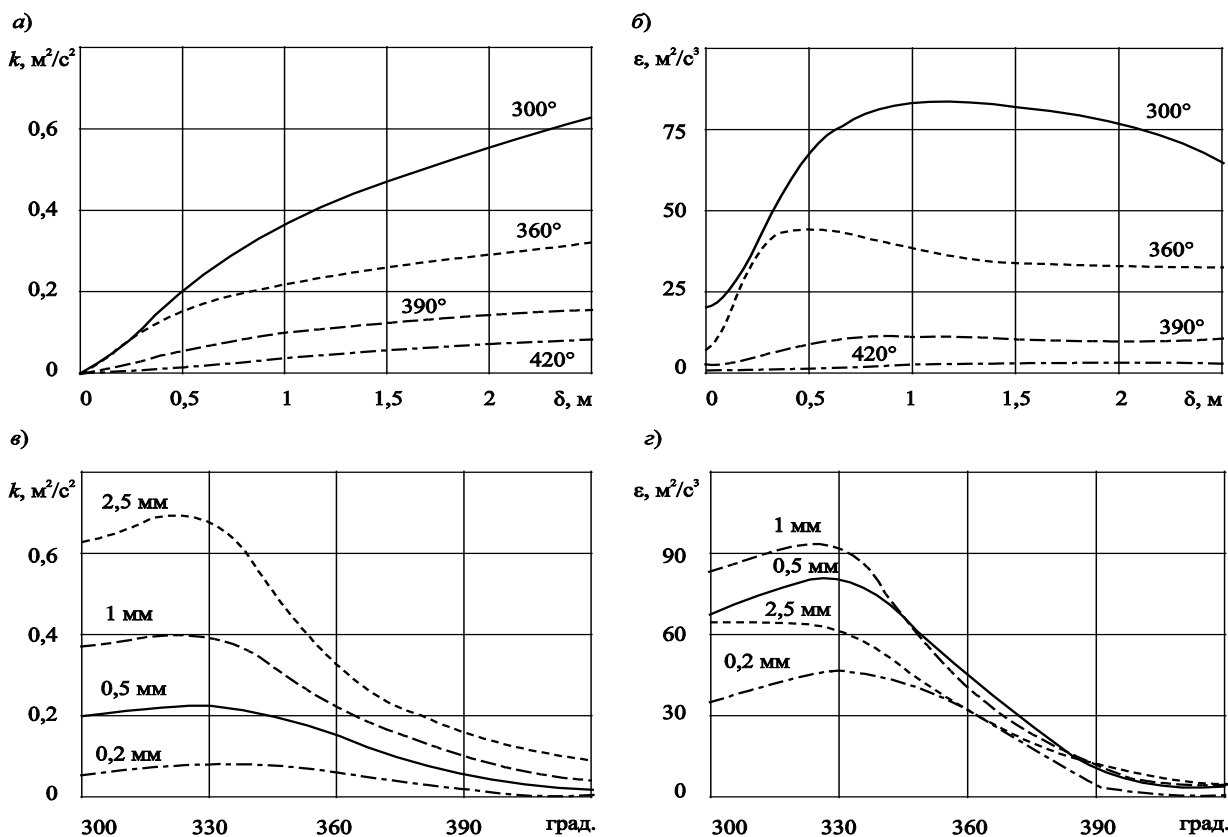 а)
k, м²/с²
0,6
0,4
0,2
0
300°
360°
390°
420°
0 0,5 1 1,5 2 δ, м
б)
ε, м²/с³
75
50
25
0
300°
360°
390°
420°
0 0,5 1 1,5 2 δ, м
в)
k, м²/с²
0,6
0,4
0,2
0
2,5 мм
1 мм
0,5 мм
0,2 мм
300 330 360 390 град.
г)
ε, м²/с³
90
60
30
0
1 мм
0,5 мм
2,5 мм
0,2 мм
300 330 360 390 град.